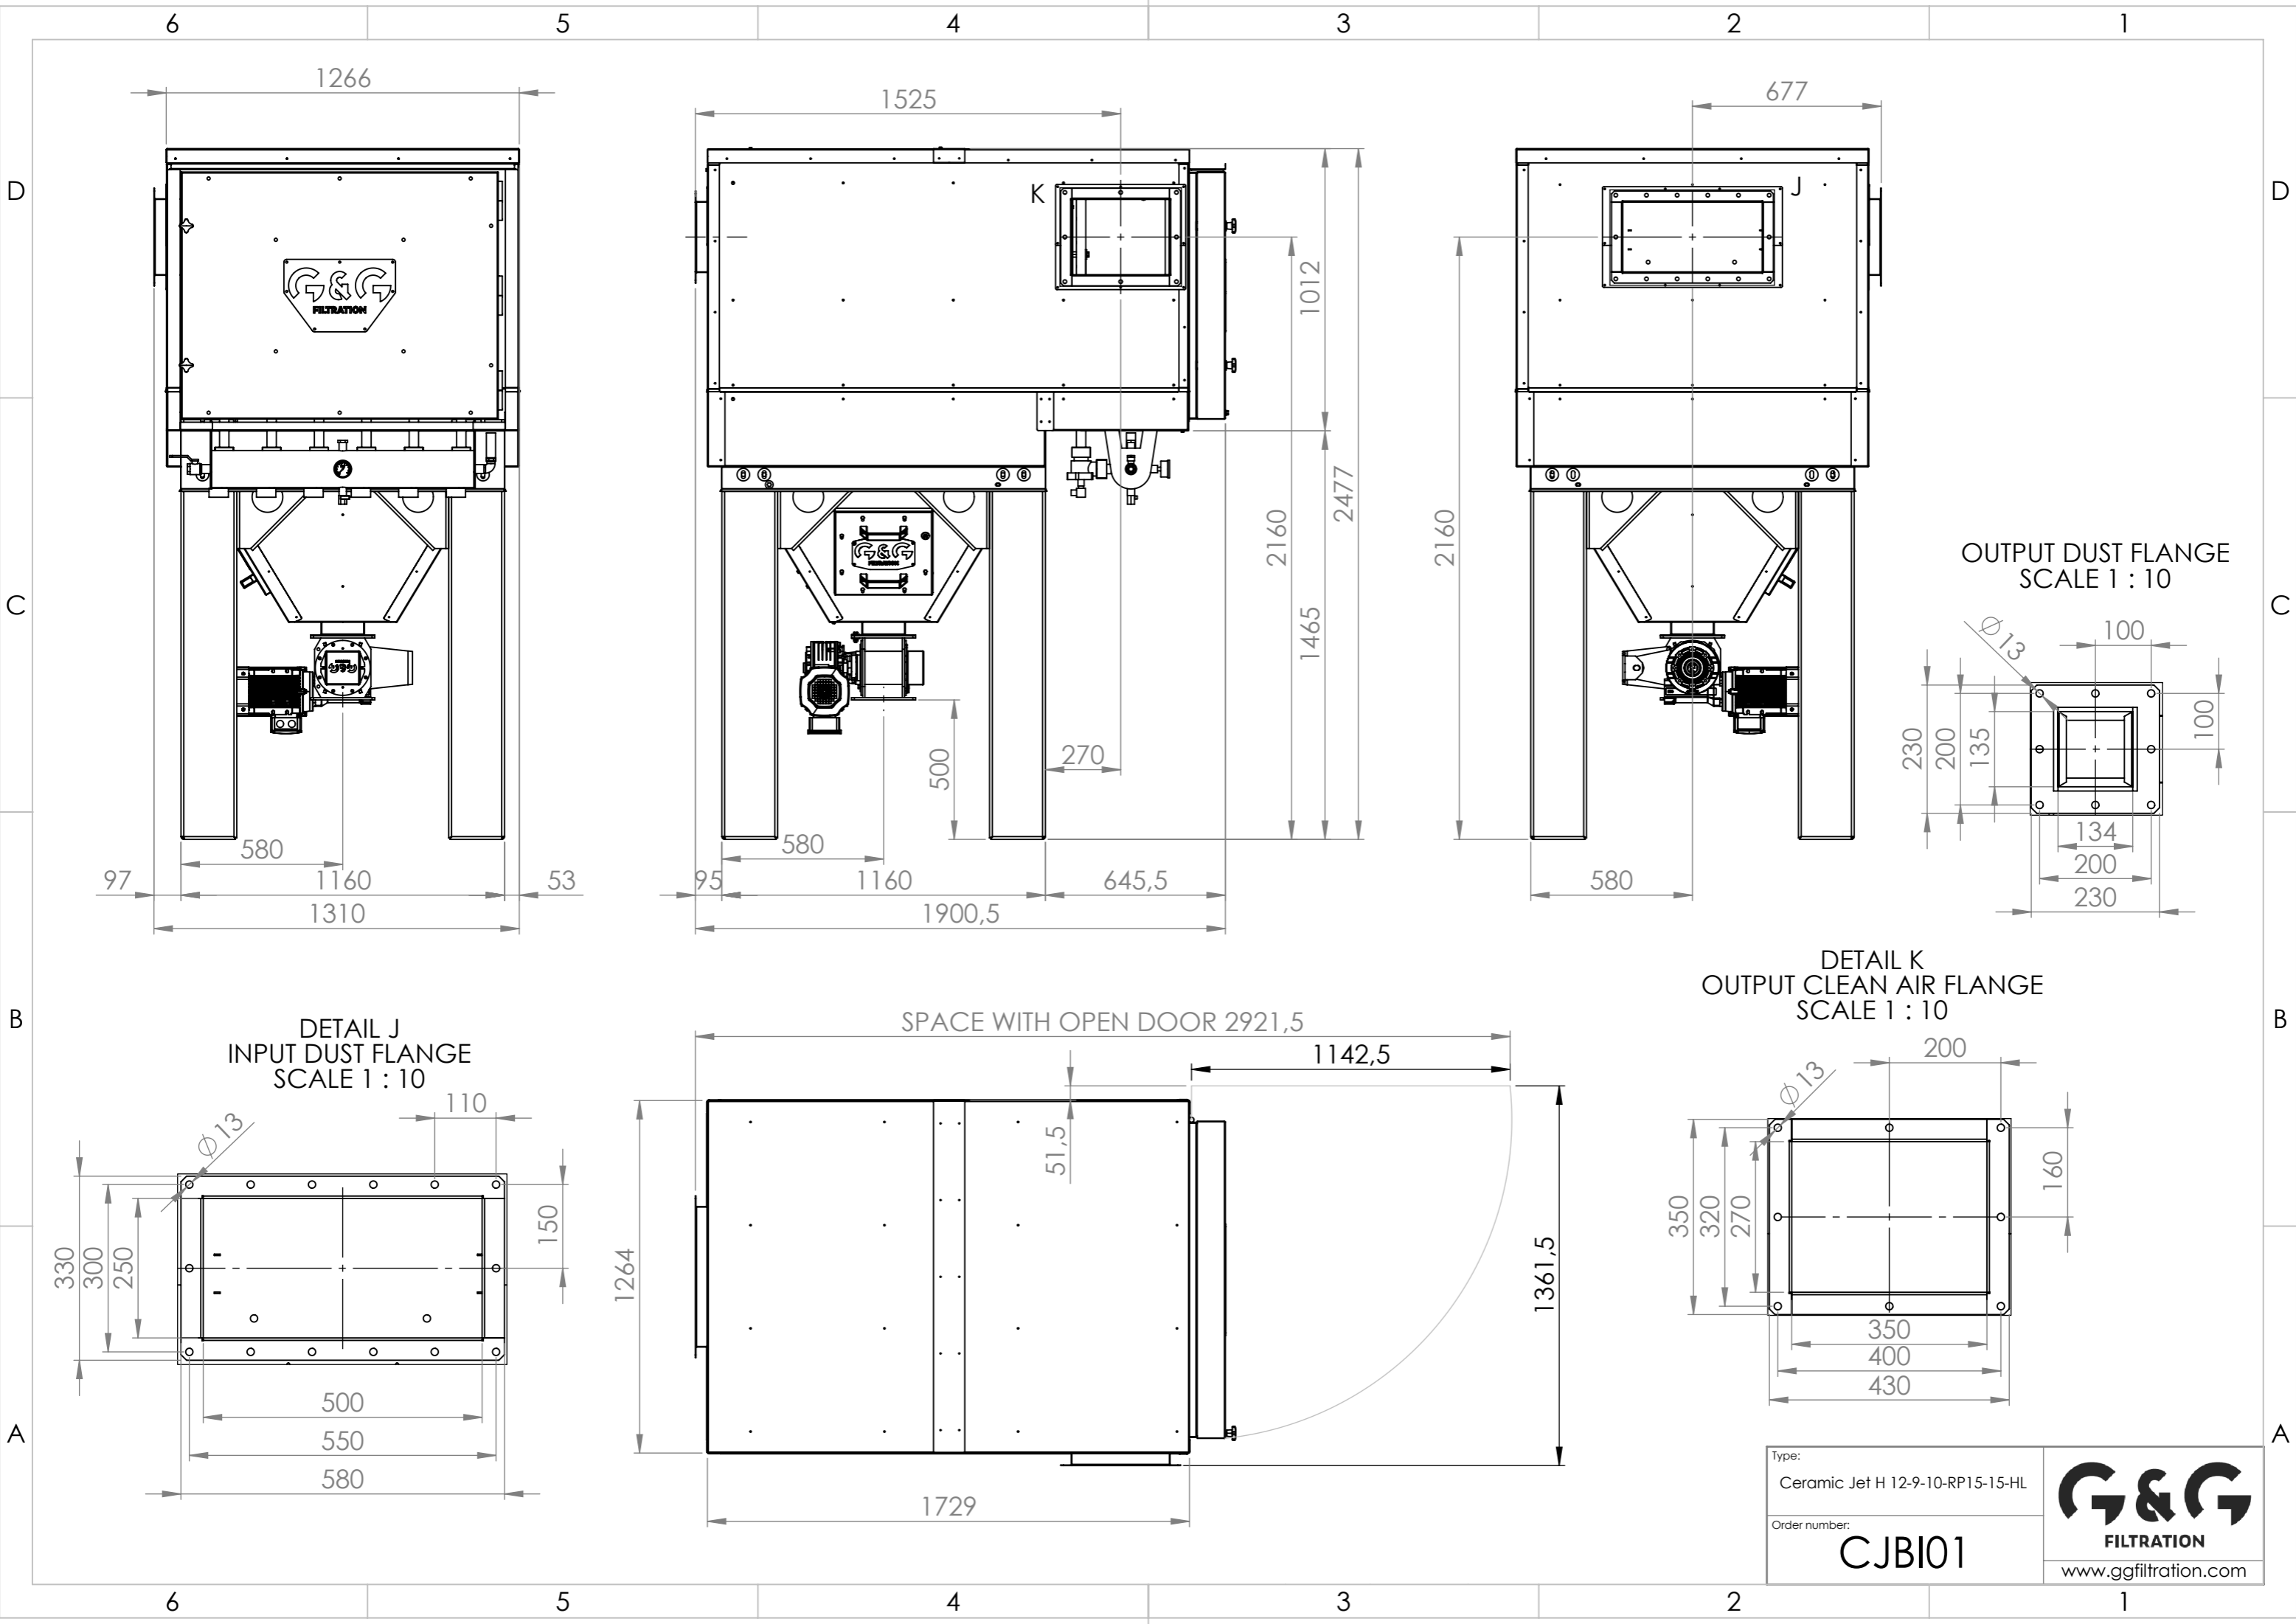 6 5 4 3 2 1
D
D
C
C
B
B
A
A
1266
G&G
FILTRATION
580
97
1160
53
1310
1525
K
1012
2477
2160
1465
G&G
FILTRATION
500
270
580
95
1160
645,5
1900,5
677
J
2160
580
OUTPUT DUST FLANGE
SCALE 1 : 10
Ø 13
100
100
230
200
135
134
200
230
DETAIL J
INPUT DUST FLANGE
SCALE 1 : 10
110
Ø 13
330
300
250
150
500
550
580
SPACE WITH OPEN DOOR 2921,5
1142,5
51,5
1264
1361,5
1729
DETAIL K
OUTPUT CLEAN AIR FLANGE
SCALE 1 : 10
200
Ø 13
350
320
270
160
350
400
430
Type:
Ceramic Jet H 12-9-10-RP15-15-HL
Order number:
CJBI01
G&G
FILTRATION
www.ggfiltration.com
6 5 4 3 2 1